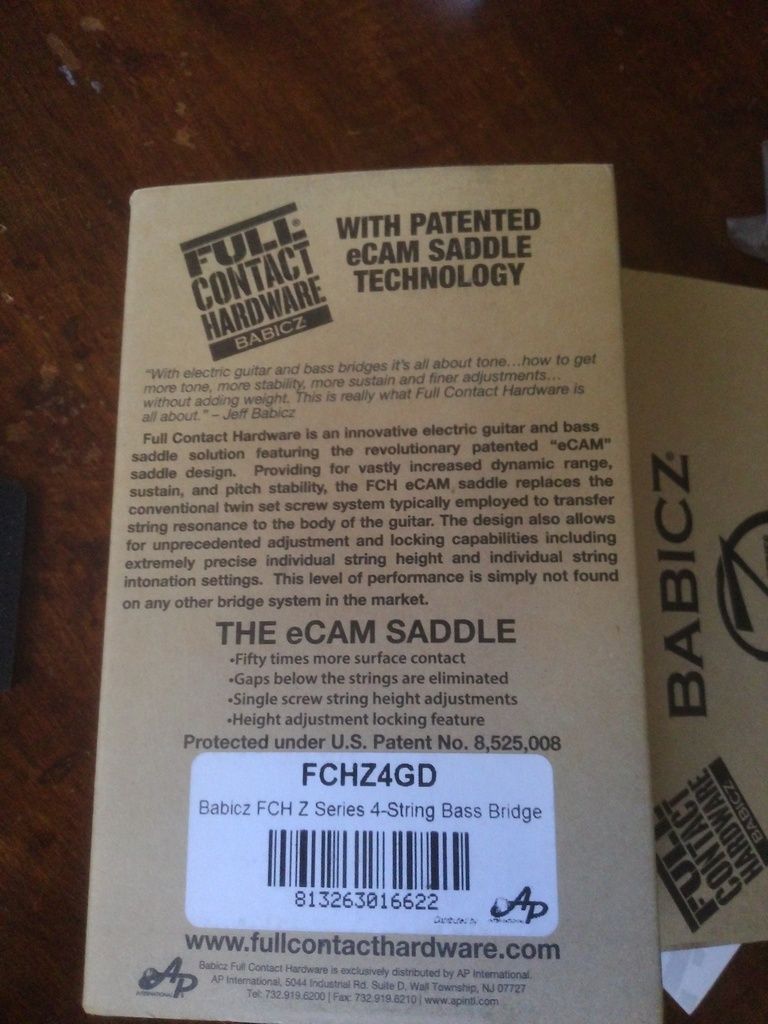 FULL®
CONTACT
HARDWARE
BABICZ
WITH PATENTED
eCAM SADDLE
TECHNOLOGY
"With electric guitar and bass bridges it's all about tone...how to get
more tone, more stability, more sustain and finer adjustments...
without adding weight. This is really what Full Contact Hardware is
all about." – Jeff Babicz
Full Contact Hardware is an innovative electric guitar and bass
saddle solution featuring the revolutionary patented "eCAM"
saddle design. Providing for vastly increased dynamic range,
sustain, and pitch stability, the FCH eCAM saddle replaces the
conventional twin set screw system typically employed to transfer
string resonance to the body of the guitar. The design also allows
for unprecedented adjustment and locking capabilities including
extremely precise individual string height and individual string
intonation settings. This level of performance is simply not found
on any other bridge system in the market.
THE eCAM SADDLE
•Fifty times more surface contact
•Gaps below the strings are eliminated
•Single screw string height adjustments
•Height adjustment locking feature
Protected under U.S. Patent No. 8,525,008
FCHZ4GD
Babicz FCH Z Series 4-String Bass Bridge
813263016622
Distributed by
AP
INTERNATIONAL
www.fullcontacthardware.com
AP
INTERNATIONAL
Babicz Full Contact Hardware is exclusively distributed by AP International.
AP International, 5044 Industrial Rd. Suite D, Wall Township, NJ 07727
Tel: 732.919.6200 | Fax: 732.919.6210 | www.apintl.com
BABICZ
Z
FULL
CONTACT
HARDWARE
BABICZ